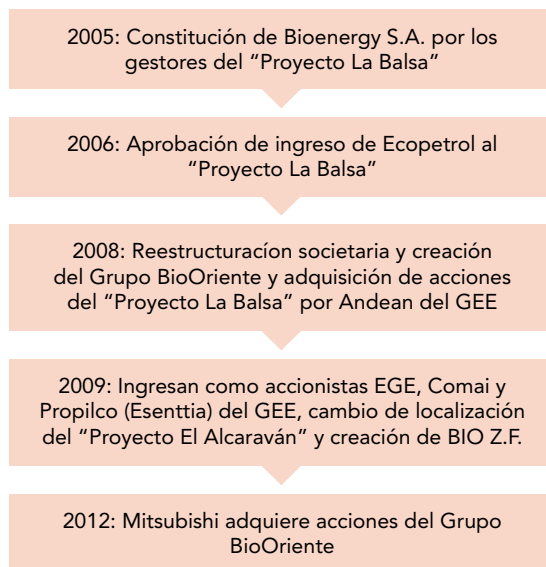 2005: Constitución de Bioenergy S.A. por los
gestores del “Proyecto La Balsa”
2006: Aprobación de ingreso de Ecopetrol al
“Proyecto La Balsa”
2008: Reestructuracíon societaria y creación
del Grupo BioOriente y adquisición de acciones
del “Proyecto La Balsa” por Andean del GEE
2009: Ingresan como accionistas EGE, Comai y
Propilco (Esenttia) del GEE, cambio de localización
del “Proyecto El Alcaraván” y creación de BIO Z.F.
2012: Mitsubishi adquiere acciones del Grupo
BioOriente